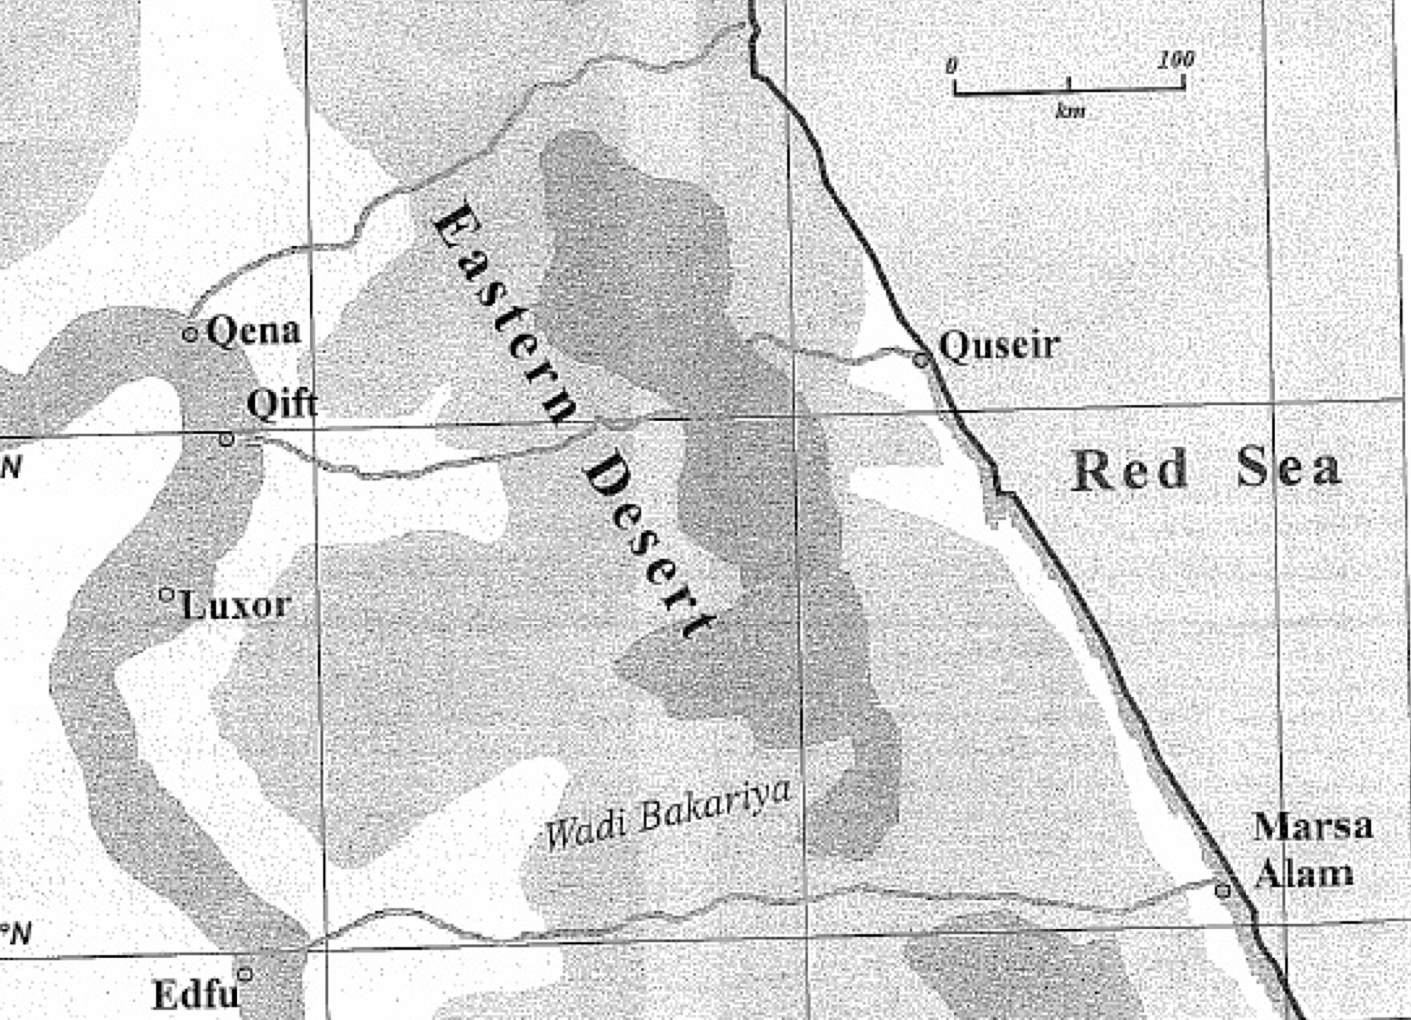 0 100
km
Eastern
Qena
Quseir
Qift
N
Red Sea
Desert
Luxor
Wadi Bakariya
Marsa
Alam
°N
Edfu